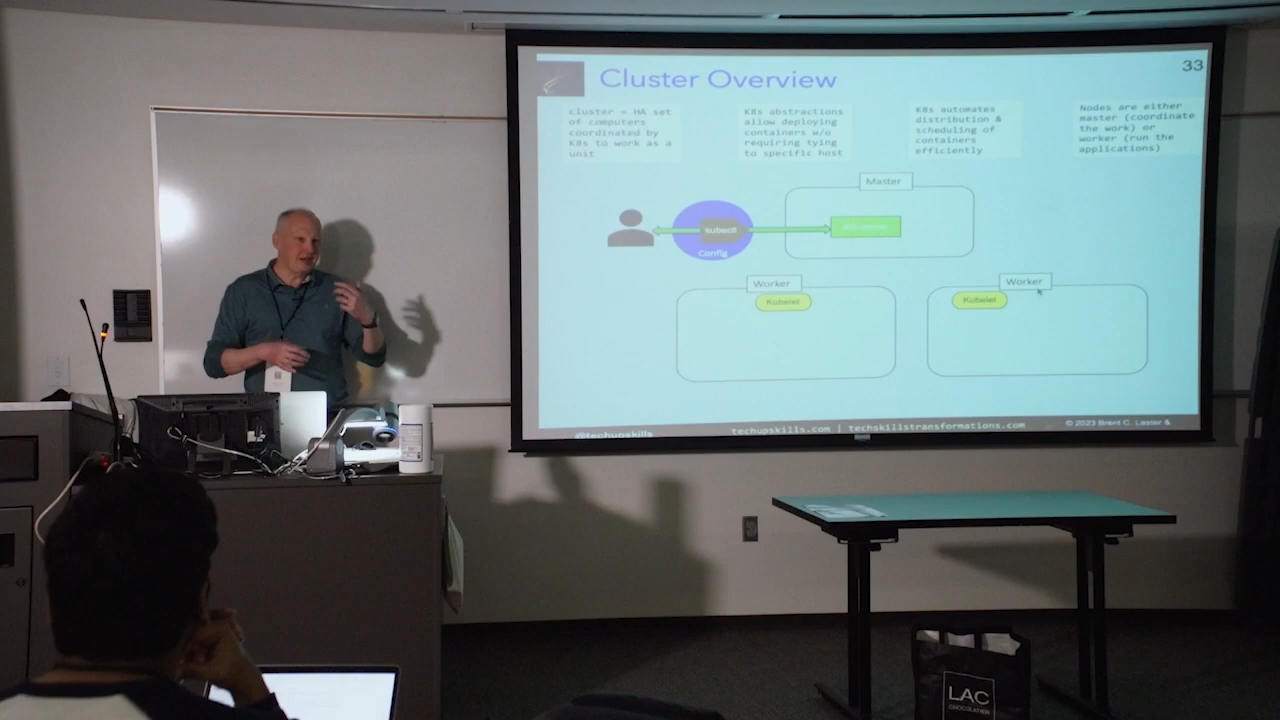 Cluster Overview
33
cluster = HA set
of computers
coordinated by
K8s to work as a
unit
K8s abstractions
allow deploying
containers w/o
requiring tying
to specific host
K8s automates
distribution &
scheduling of
containers
efficiently
Nodes are either
master (coordinate
the work) or
worker (run the
applications)
Master
kubectl
Config
Worker
Kubelet
Worker
Kubelet
@techupskills
techupskills.com | techskillstransformations.com
© 2023 Brent C. Laster &
LAC
CHOCOLATIER